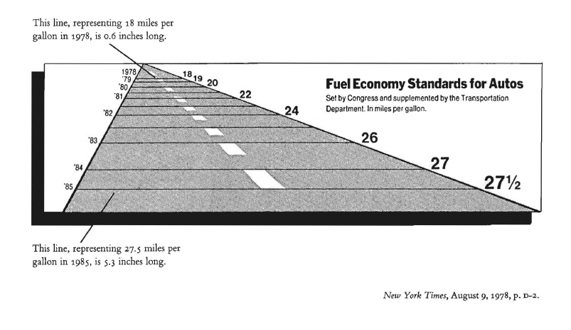 This line, representing 18 miles per
gallon in 1978, is 0.6 inches long.
Fuel Economy Standards for Autos
Set by Congress and supplemented by the Transportation
Department. In miles per gallon.
1978 18
'79 19
'80 20
'81 22
'82 24
'83 26
'84 27
'85 27½
This line, representing 27.5 miles per
gallon in 1985, is 5.3 inches long.
New York Times, August 9, 1978, p. D-2.